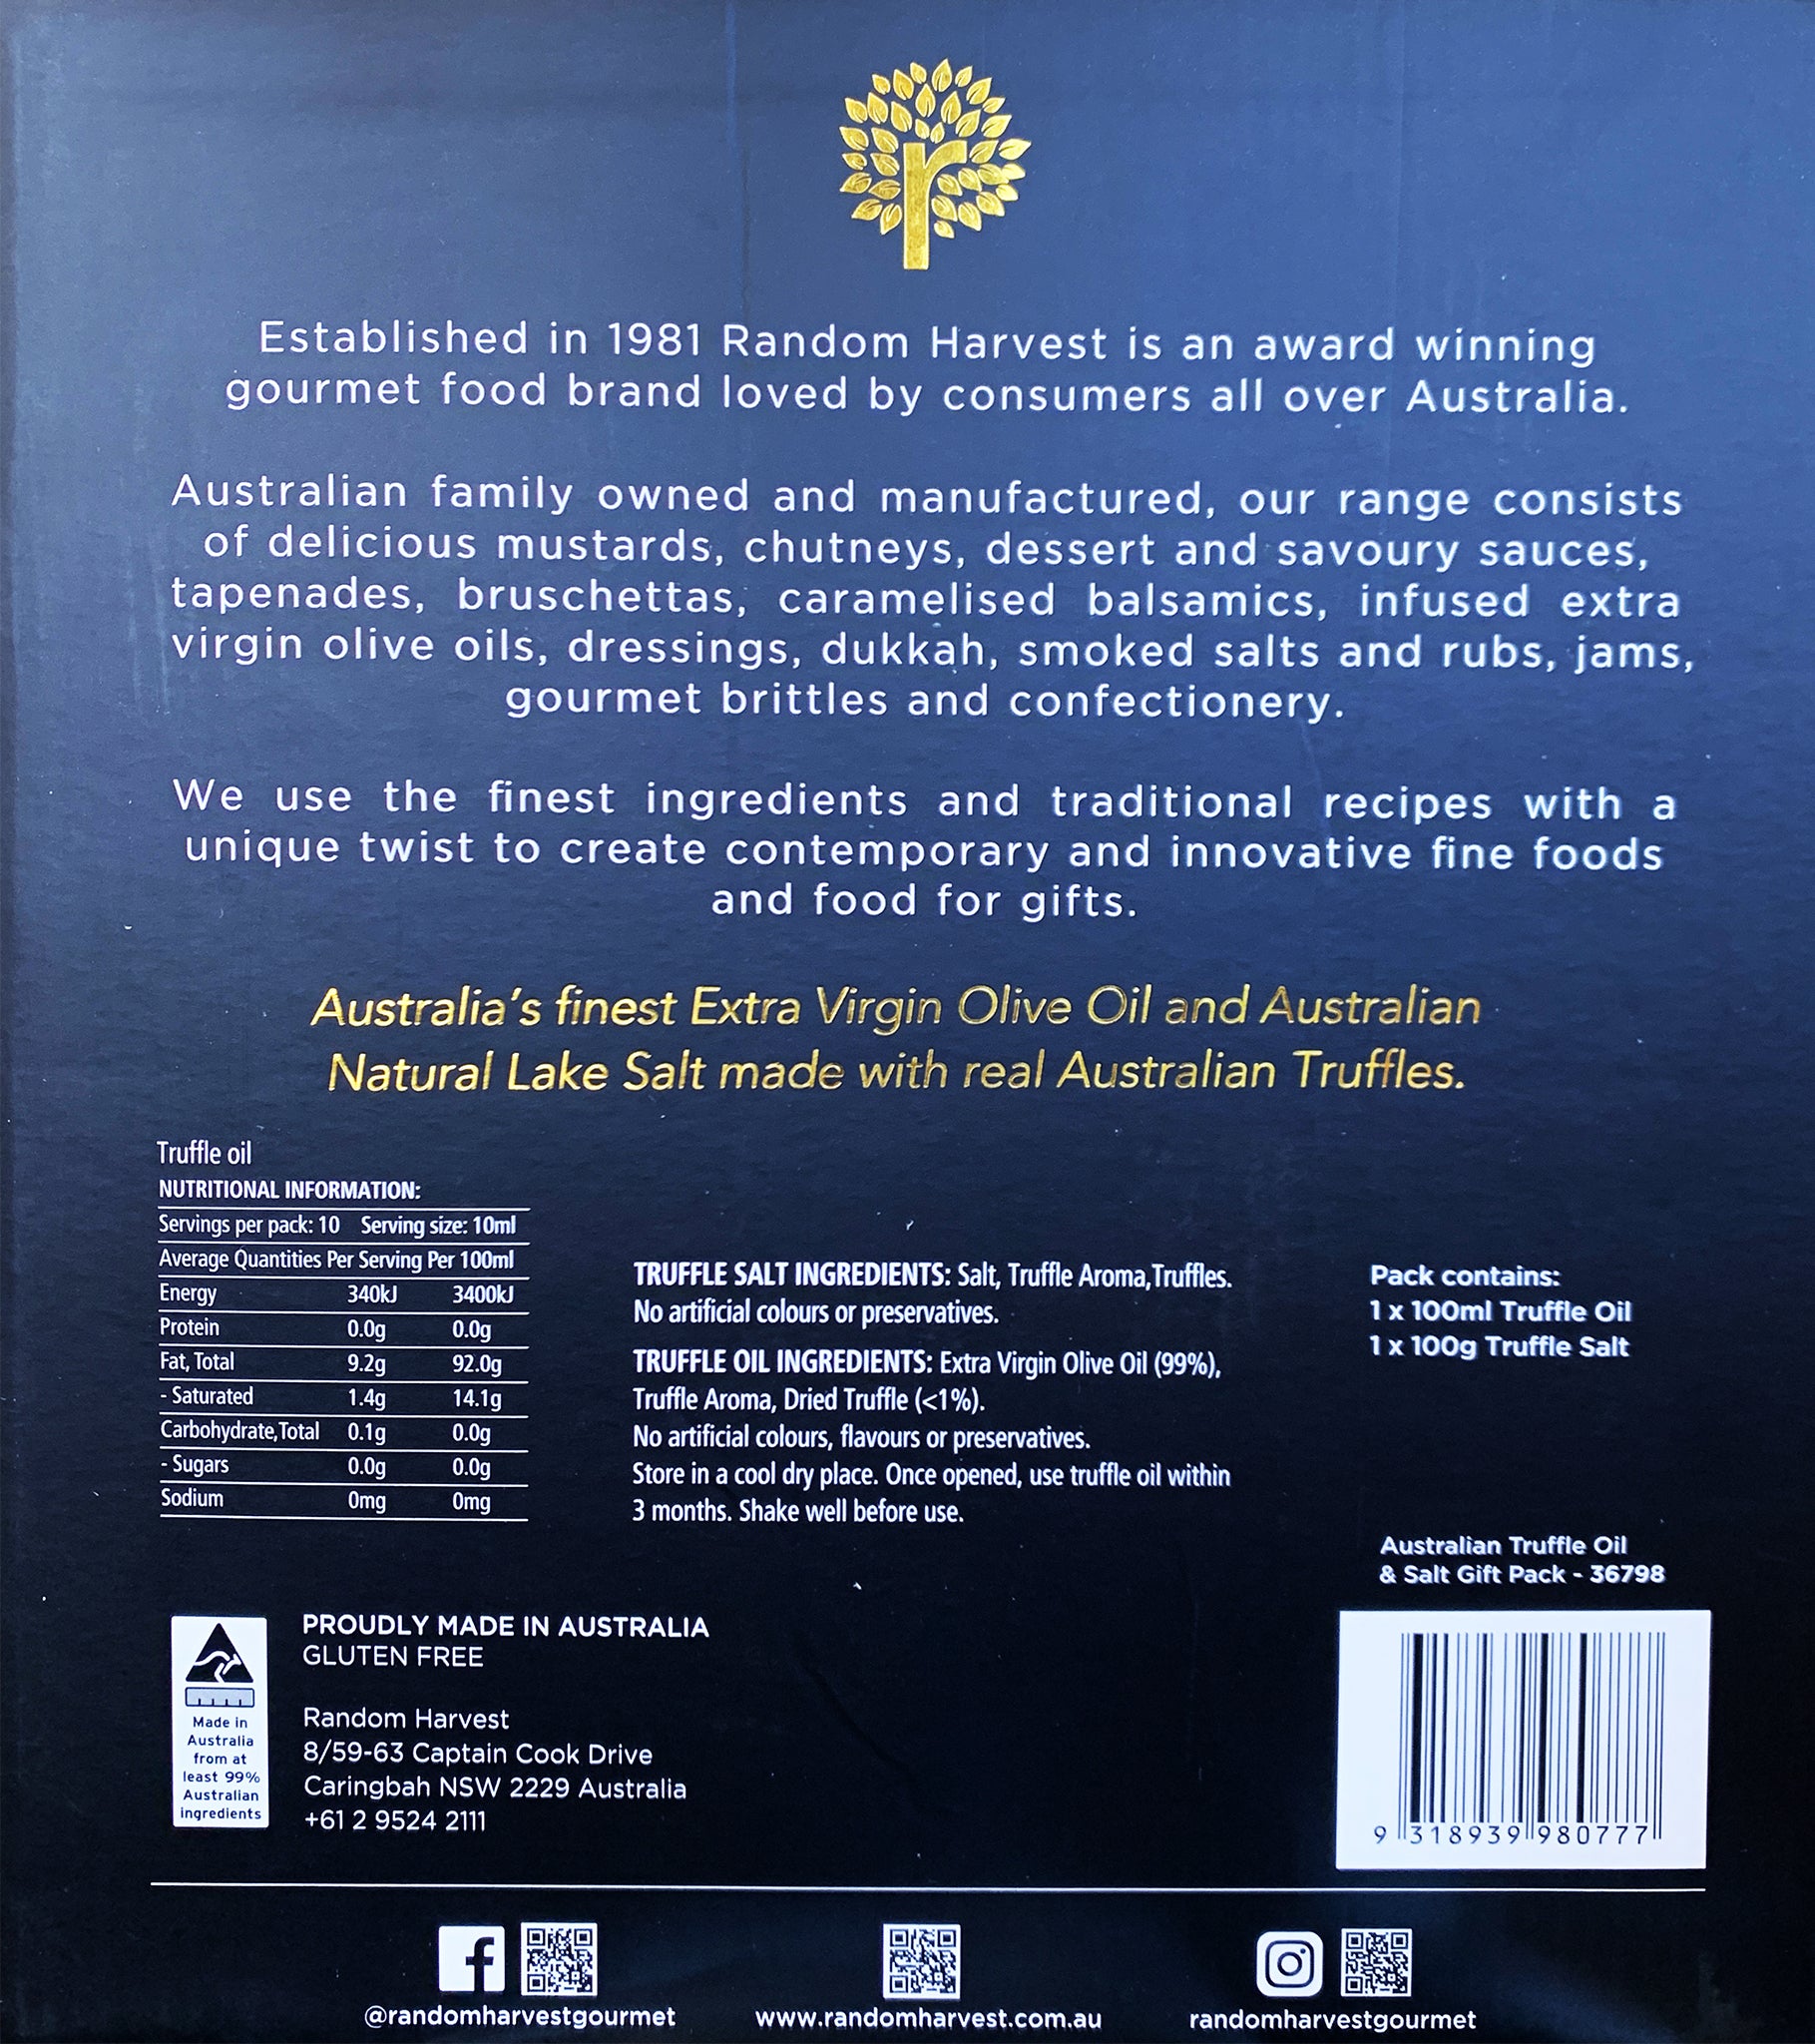 r
Established in 1981 Random Harvest is an award winning
gourmet food brand loved by consumers all over Australia.
Australian family owned and manufactured, our range consists
of delicious mustards, chutneys, dessert and savoury sauces,
tapenades, bruschettas, caramelised balsamics, infused extra
virgin olive oils, dressings, dukkah, smoked salts and rubs, jams,
gourmet brittles and confectionery.
We use the finest ingredients and traditional recipes with a
unique twist to create contemporary and innovative fine foods
and food for gifts.
Australia's finest Extra Virgin Olive Oil and Australian
Natural Lake Salt made with real Australian Truffles.
Truffle oil
NUTRITIONAL INFORMATION:
Servings per pack: 10 Serving size: 10ml
Average Quantities Per Serving Per 100ml
Energy 340kJ 3400kJ
Protein 0.0g 0.0g
Fat, Total 9.2g 92.0g
- Saturated 1.4g 14.1g
Carbohydrate, Total 0.1g 0.0g
- Sugars 0.0g 0.0g
Sodium 0mg 0mg
TRUFFLE SALT INGREDIENTS: Salt, Truffle Aroma, Truffles.
No artificial colours or preservatives.
TRUFFLE OIL INGREDIENTS: Extra Virgin Olive Oil (99%),
Truffle Aroma, Dried Truffle (<1%).
No artificial colours, flavours or preservatives.
Store in a cool dry place. Once opened, use truffle oil within
3 months. Shake well before use.
Pack contains:
1 x 100ml Truffle Oil
1 x 100g Truffle Salt
Australian Truffle Oil
& Salt Gift Pack - 36798
9 318939 980777
Made in
Australia
from at
least 99%
Australian
ingredients
PROUDLY MADE IN AUSTRALIA
GLUTEN FREE
Random Harvest
8/59-63 Captain Cook Drive
Caringbah NSW 2229 Australia
+61 2 9524 2111
f
@randomharvestgourmet
www.randomharvest.com.au
randomharvestgourmet